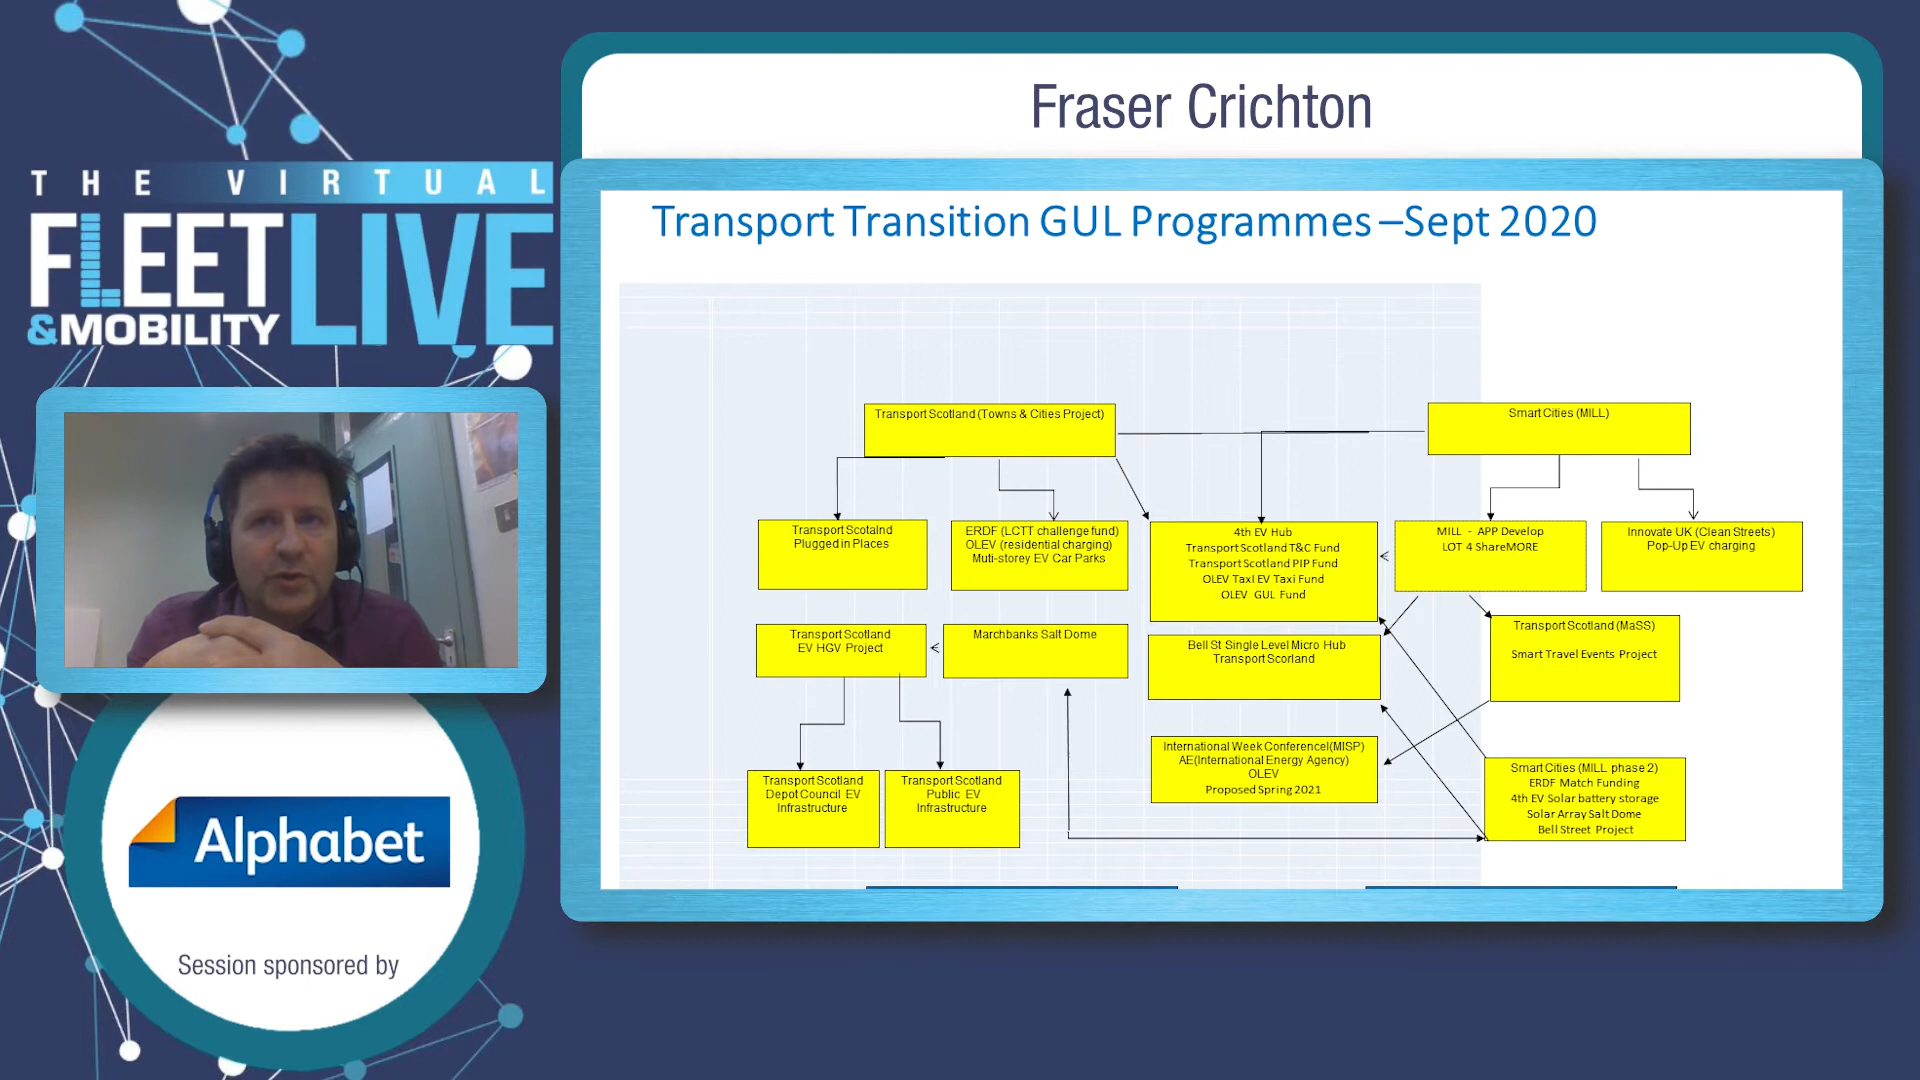 Fraser Crichton
THE VIRTUAL
FLEET
&MOBILITY
LIVE
Transport Transition GUL Programmes –Sept 2020
Transport Scotland (Towns & Cities Project)
Smart Cities (MILL)
Transport Scotalnd
Plugged in Places
ERDF (LCTT challenge fund)
OLEV (residential charging)
Muti-storey EV Car Parks
4th EV Hub
Transport Scotland T&C Fund
Transport Scotland PIP Fund
OLEV TaxI EV Taxi Fund
OLEV GUL Fund
MILL - APP Develop
LOT 4 ShareMORE
Innovate UK (Clean Streets)
Pop-Up EV charging
Transport Scotland
EV HGV Project
Marchbanks Salt Dome
Bell St Single Level Micro Hub
Transport Scorland
Transport Scotland (MaSS)
Smart Travel Events Project
International Week Conferencel(MISP)
AE(International Energy Agency)
OLEV
Proposed Spring 2021
Transport Scotland
Depot Council EV
Infrastructure
Transport Scotland
Public EV
Infrastructure
Smart Cities (MILL phase 2)
ERDF Match Funding
4th EV Solar battery storage
Solar Array Salt Dome
Bell Street Project
Alphabet
Session sponsored by